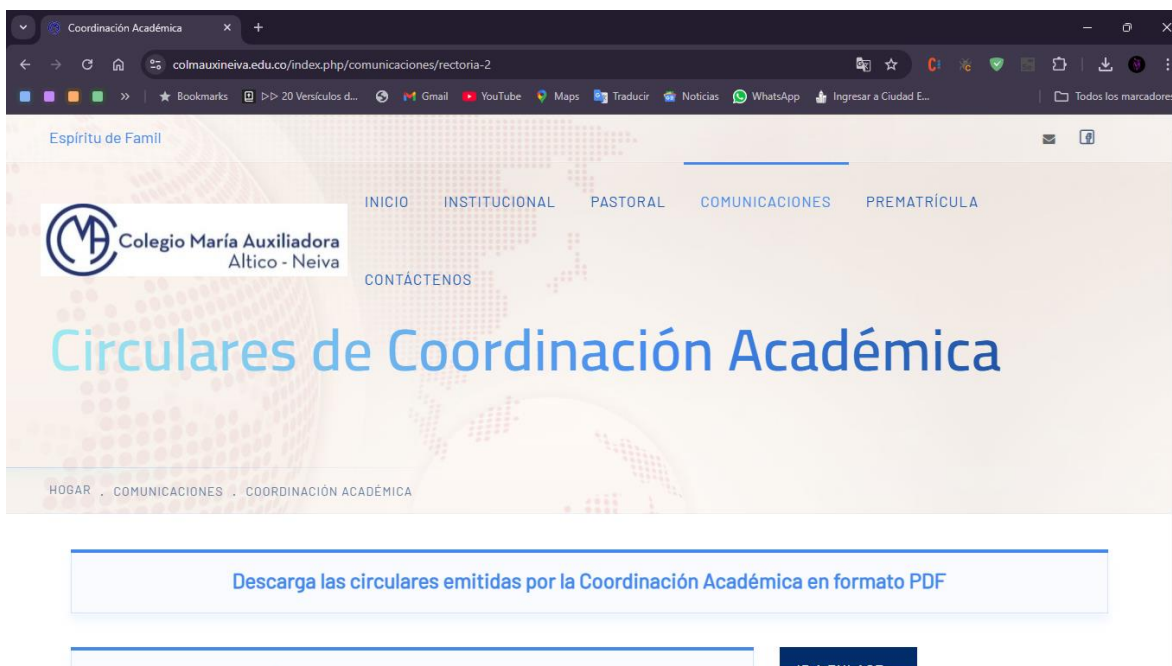 Coordinación Académica
colmauxineiva.edu.co/index.php/comunicaciones/rectoria-2
Bookmarks ▷▷ 20 Versículos d... Gmail YouTube Maps Traducir Noticias WhatsApp Ingresar a Ciudad E... Todos los marcadores
Espíritu de Famil
INICIO INSTITUCIONAL PASTORAL COMUNICACIONES PREMATRÍCULA
Colegio María Auxiliadora
Altico - Neiva
CONTÁCTENOS
Circulares de Coordinación Académica
HOGAR . COMUNICACIONES . COORDINACIÓN ACADÉMICA
Descarga las circulares emitidas por la Coordinación Académica en formato PDF